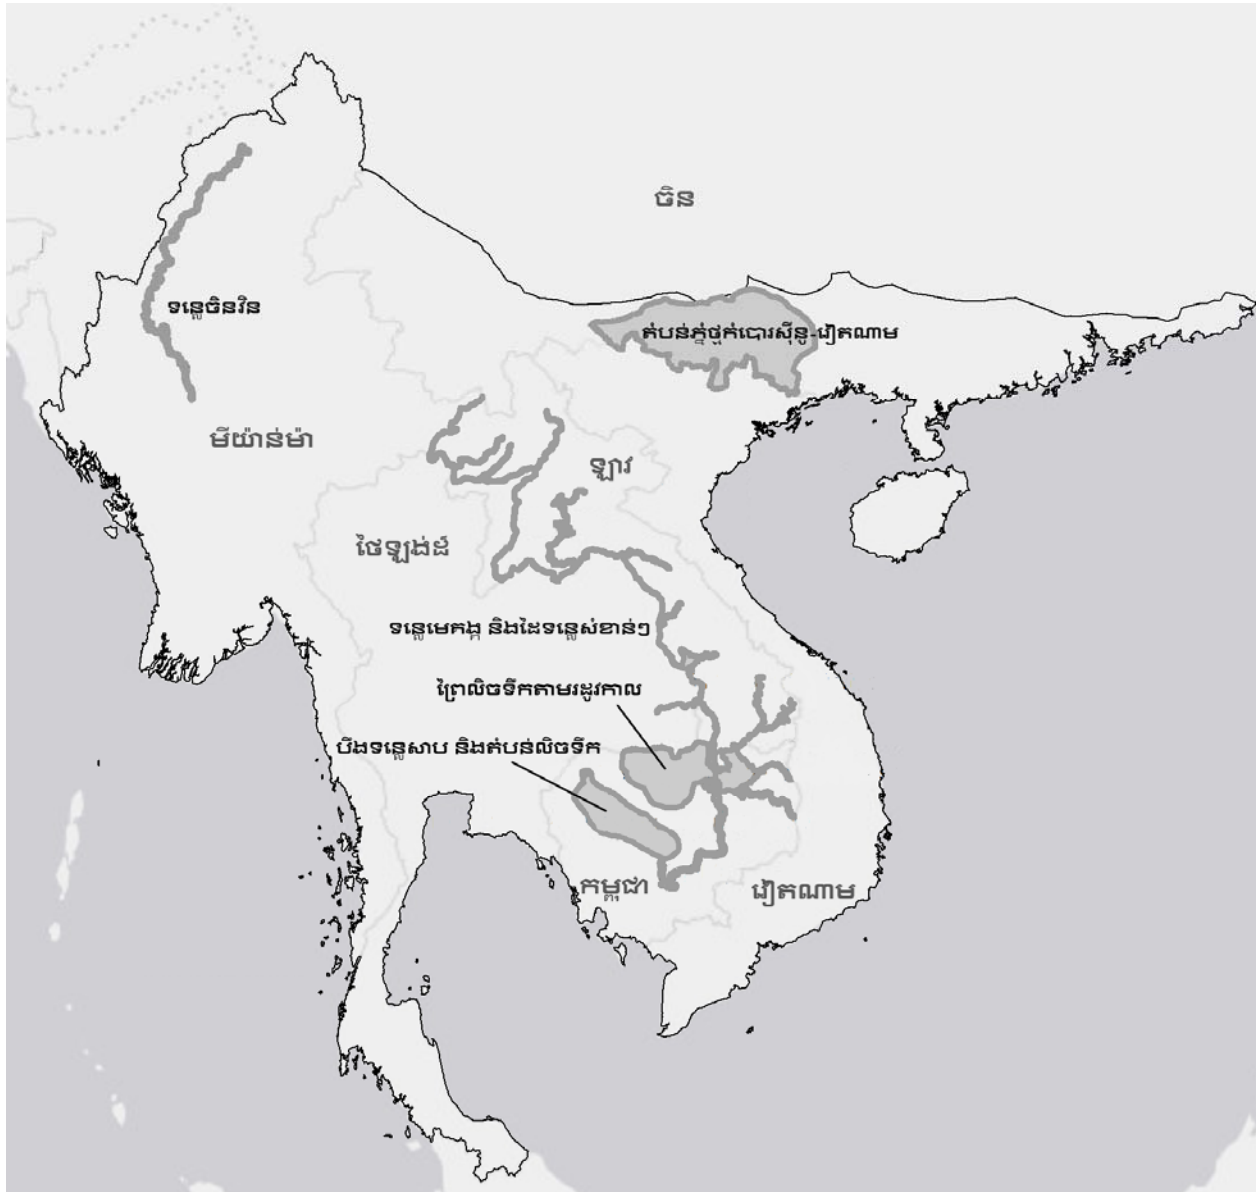 ចិន
ទន្លេចិនវិន
តំបន់ភ្នំថ្មកំបោរស៊ីនូ-វៀតណាម
មីយ៉ាន់ម៉ា
ឡាវ
ថៃឡង់ដ៍
ទន្លេមេគង្គ និងដៃទន្លេសំខាន់ៗ
ព្រៃលិចទឹកតាមរដូវកាល
បឹងទន្លេសាប និងតំបន់លិចទឹក
កម្ពុជា
វៀតណាម